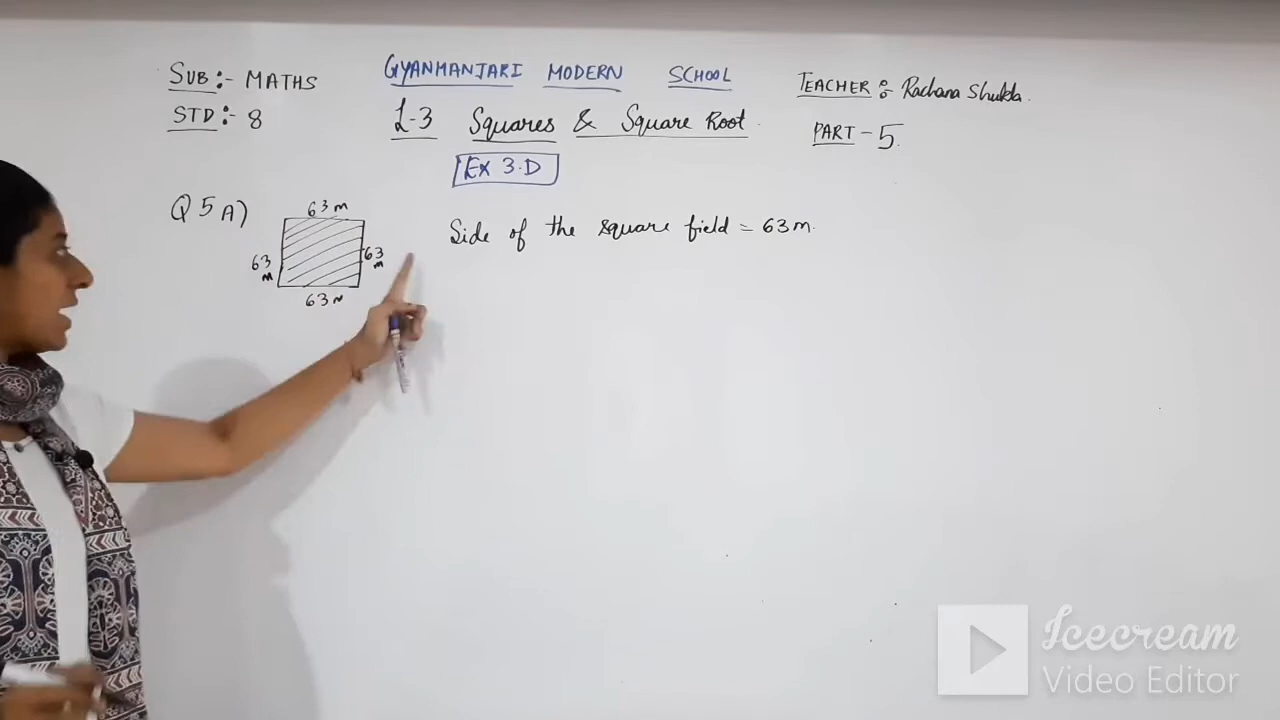 SUB :- MATHS
GYANMANJARI MODERN SCHOOL
TEACHER : Rachana Shukla.
STD :- 8
L-3 Squares & Square Root.
PART - 5.
Ex 3.D
Q 5 A)
63 m
63 m
63 m
63 m
Side of the square field = 63 m.
Icecream
Video Editor